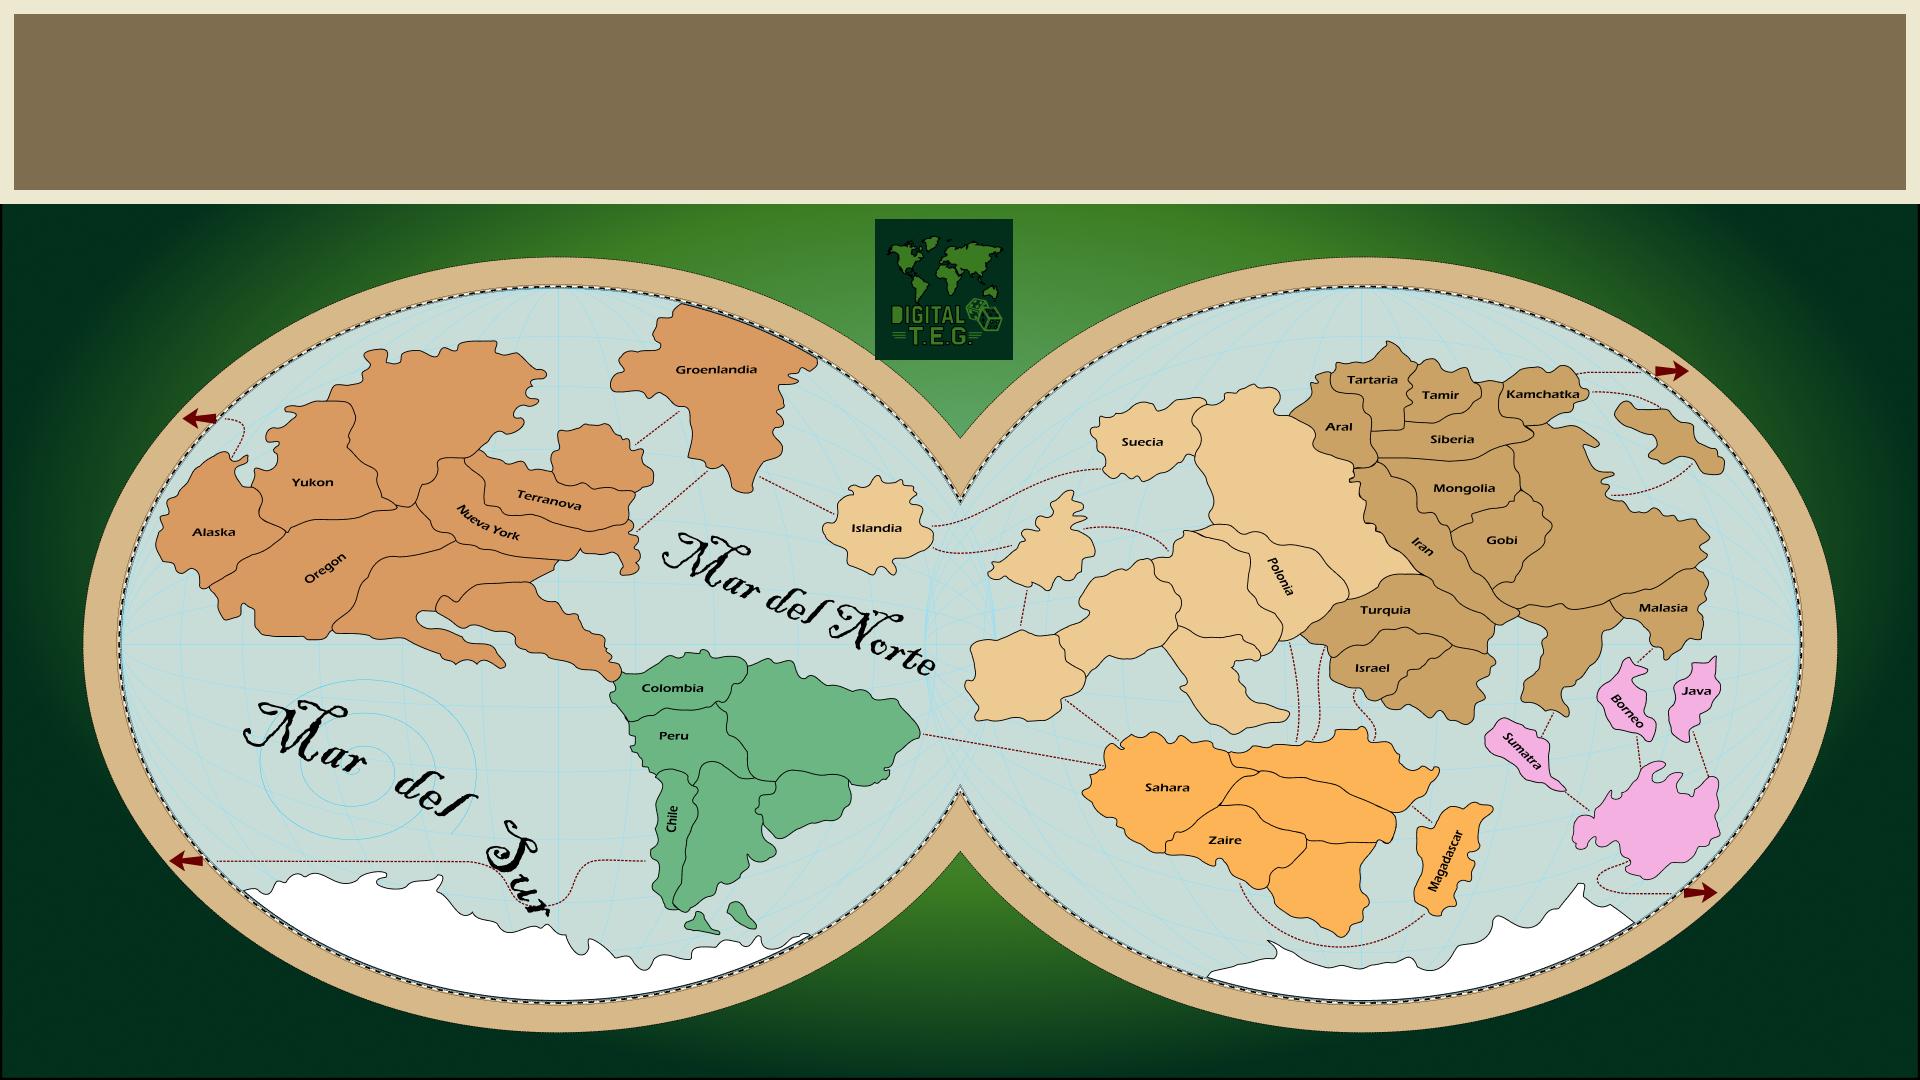 DIGITAL
T.E.G.
Groenlandia
Yukon
Terranova
Nueva York
Alaska
Oregon
Islandia
Mar del Norte
Colombia
Peru
Chile
Mar del Sur
Suecia
Tartaria
Tamir
Kamchatka
Aral
Siberia
Mongolia
Gobi
Iran
Polonia
Turquia
Malasia
Israel
Java
Borneo
Sumatra
Sahara
Zaire
Magadascar